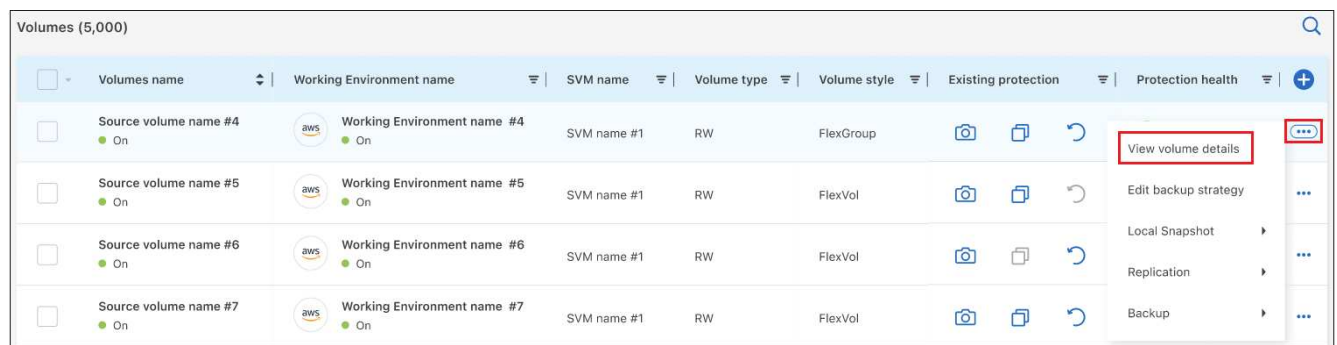 Volumes (5,000)
Volumes name Working Environment name SVM name Volume type Volume style Existing protection Protection health
Source volume name #4 aws Working Environment name #4 SVM name #1 RW FlexGroup
On On
View volume details
Source volume name #5 aws Working Environment name #5 SVM name #1 RW FlexVol Edit backup strategy
On On
Local Snapshot
Source volume name #6 aws Working Environment name #6 SVM name #1 RW FlexVol
On On
Replication
Source volume name #7 aws Working Environment name #7 SVM name #1 RW FlexVol Backup
On On